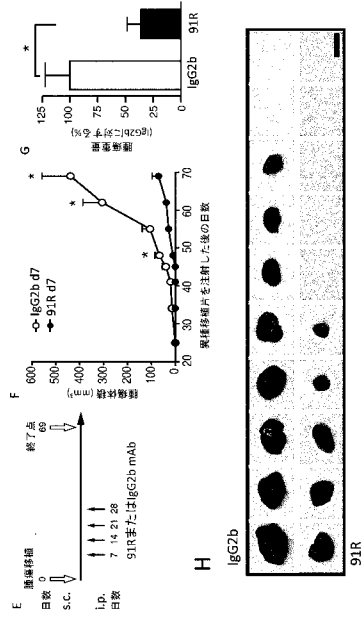 E
腫瘍移植
終了点
日数
0
69
s.c.
i.p.
日数
7 14 21 28
91RまたはIgG2b mAb
F
IgG2b d7
91R d7
腫瘍体積 (mm³)
600
500
400
300
200
100
0
20 30 40 50 60 70
異種移植片を注射した後の日数
*
*
*
G
腫瘍重量
(IgG2bに対する%)
125
100
75
50
25
0
*
IgG2b
91R
H
IgG2b
91R